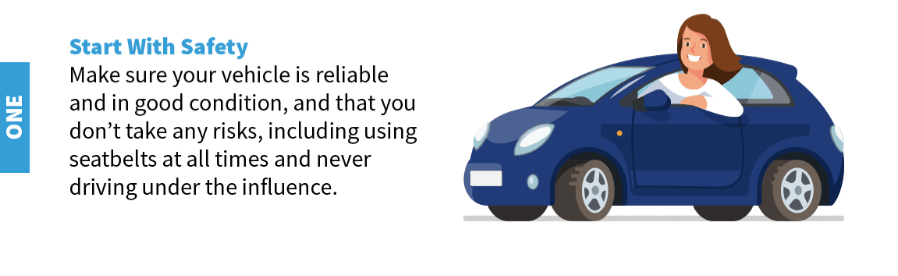 ONE
Start With Safety
Make sure your vehicle is reliable
and in good condition, and that you
don’t take any risks, including using
seatbelts at all times and never
driving under the influence.